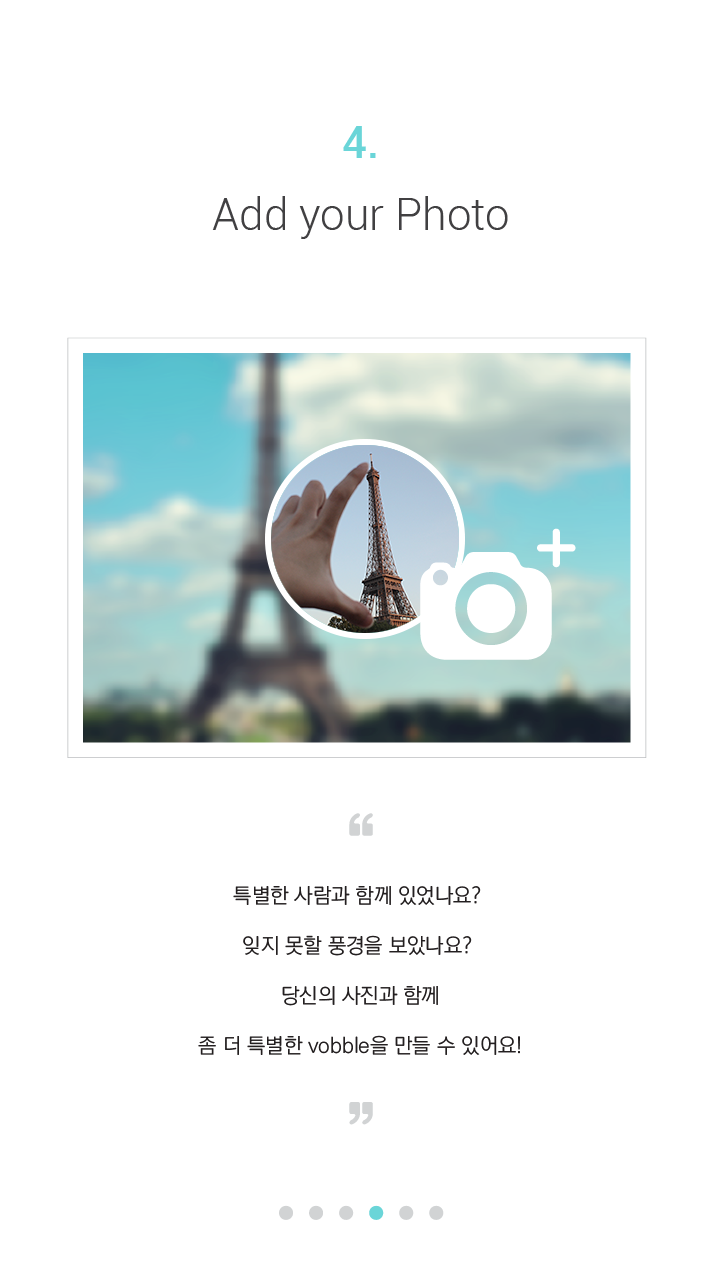 4.
Add your Photo
“
특별한 사람과 함께 있었나요?
잊지 못할 풍경을 보았나요?
당신의 사진과 함께
좀 더 특별한 vobble을 만들 수 있어요!
”